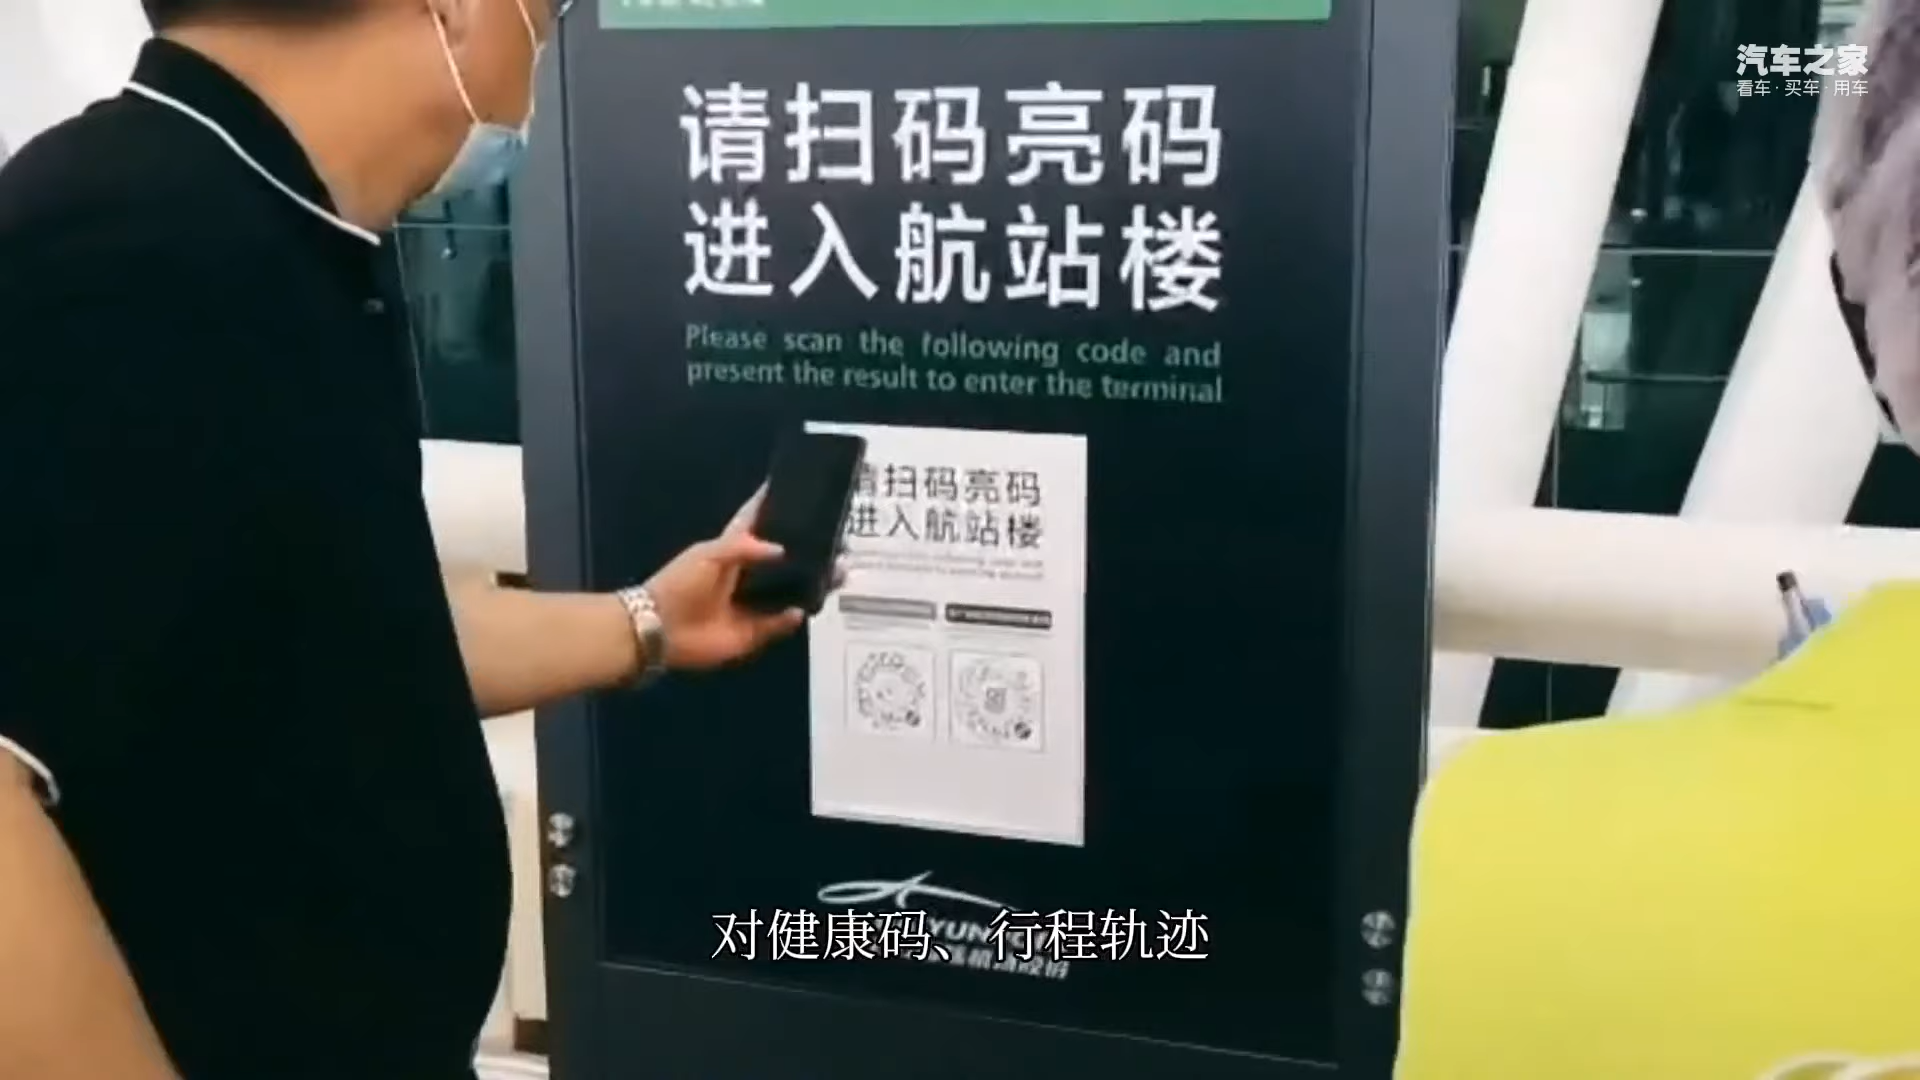 汽车之家
看车·买车·用车
请扫码亮码
进入航站楼
Please scan the following code and
present the result to enter the terminal
请扫码亮码
进入航站楼
对健康码、行程轨迹